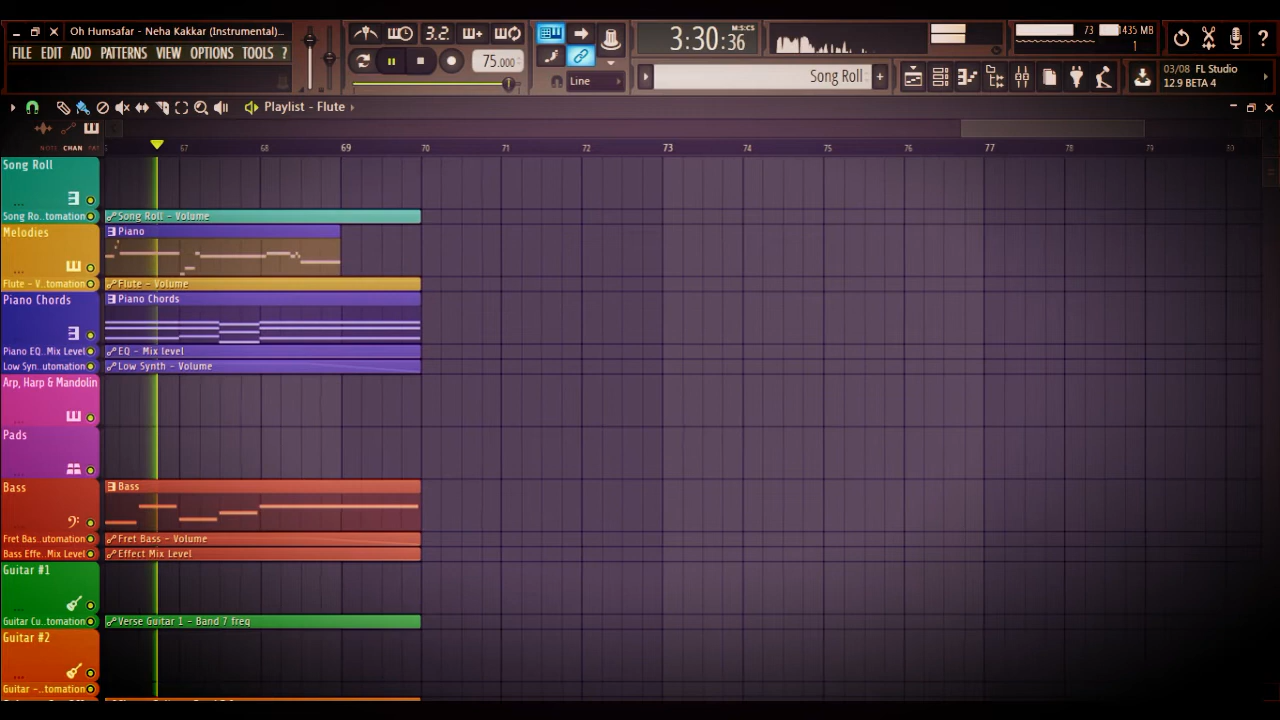 Oh Humsafar - Neha Kakkar (Instrumental)...
FILE EDIT ADD PATTERNS VIEW OPTIONS TOOLS ?
3.2.
75.000
Line
3:30:36
M:S:CS
Song Roll
73
1435 MB
1
03/08 FL Studio
12.9 BETA 4
Playlist - Flute
NOTE CHAN PAT
67 68 69 70 71 72 73 74 75 76 77 78 79
Song Roll
Song Ro..tomation
Song Roll - Volume
Melodies
Piano
Flute - V..tomation
Flute - Volume
Piano Chords
Piano Chords
Piano EQ..Mix Level
EQ - Mix level
Low Syn..utomation
Low Synth - Volume
Arp, Harp & Mandolin
Pads
Bass
Bass
Fret Bas..utomation
Fret Bass - Volume
Bass Effe..Mix Level
Effect Mix Level
Guitar #1
Guitar Cu..tomation
Verse Guitar 1 - Band 7 freq
Guitar #2
Guitar -..tomation